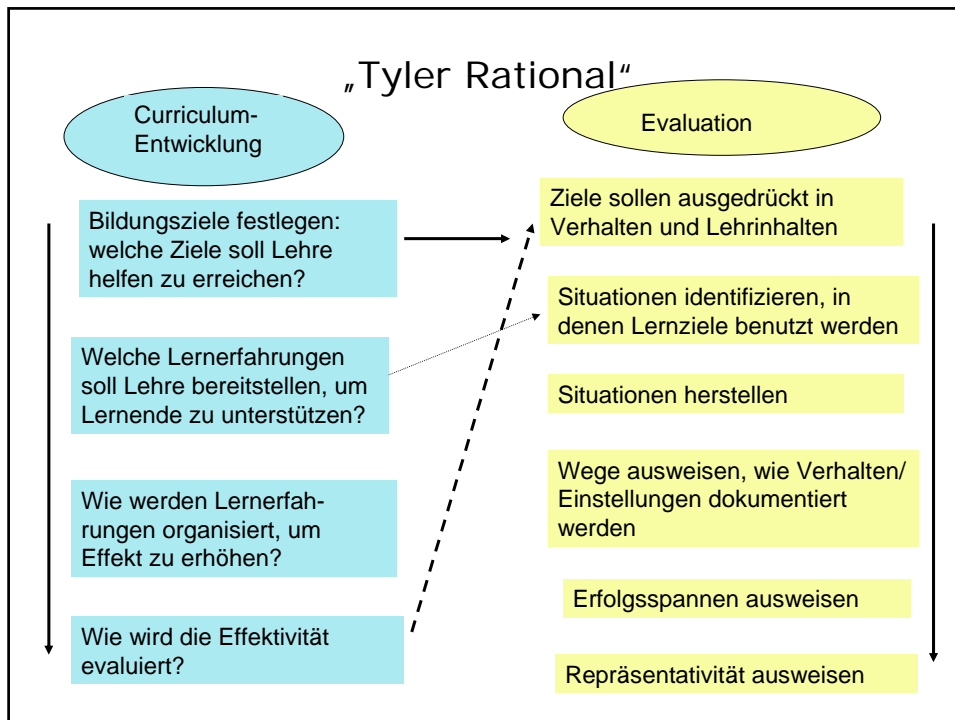 „Tyler Rational“
Curriculum-
Entwicklung
Bildungsziele festlegen:
welche Ziele soll Lehre
helfen zu erreichen?
Welche Lernerfahrungen
soll Lehre bereitstellen, um
Lernende zu unterstützen?
Wie werden Lernerfah-
rungen organisiert, um
Effekt zu erhöhen?
Wie wird die Effektivität
evaluiert?
Evaluation
Ziele sollen ausgedrückt in
Verhalten und Lehrinhalten
Situationen identifizieren, in
denen Lernziele benutzt werden
Situationen herstellen
Wege ausweisen, wie Verhalten/
Einstellungen dokumentiert
werden
Erfolgsspannen ausweisen
Repräsentativität ausweisen